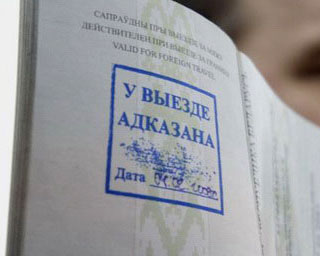 САПРАЎДНЫ ПРЫ ВЫЕЗДЗЕ ЗА МЯЖУ
ДЕЙСТВИТЕЛЕН ПРИ ВЫЕЗДЕ ЗА ГРАНИЦУ
VALID FOR FOREIGN TRAVEL
У ВЫЕЗДЕ
АДКАЗАНА
Дата